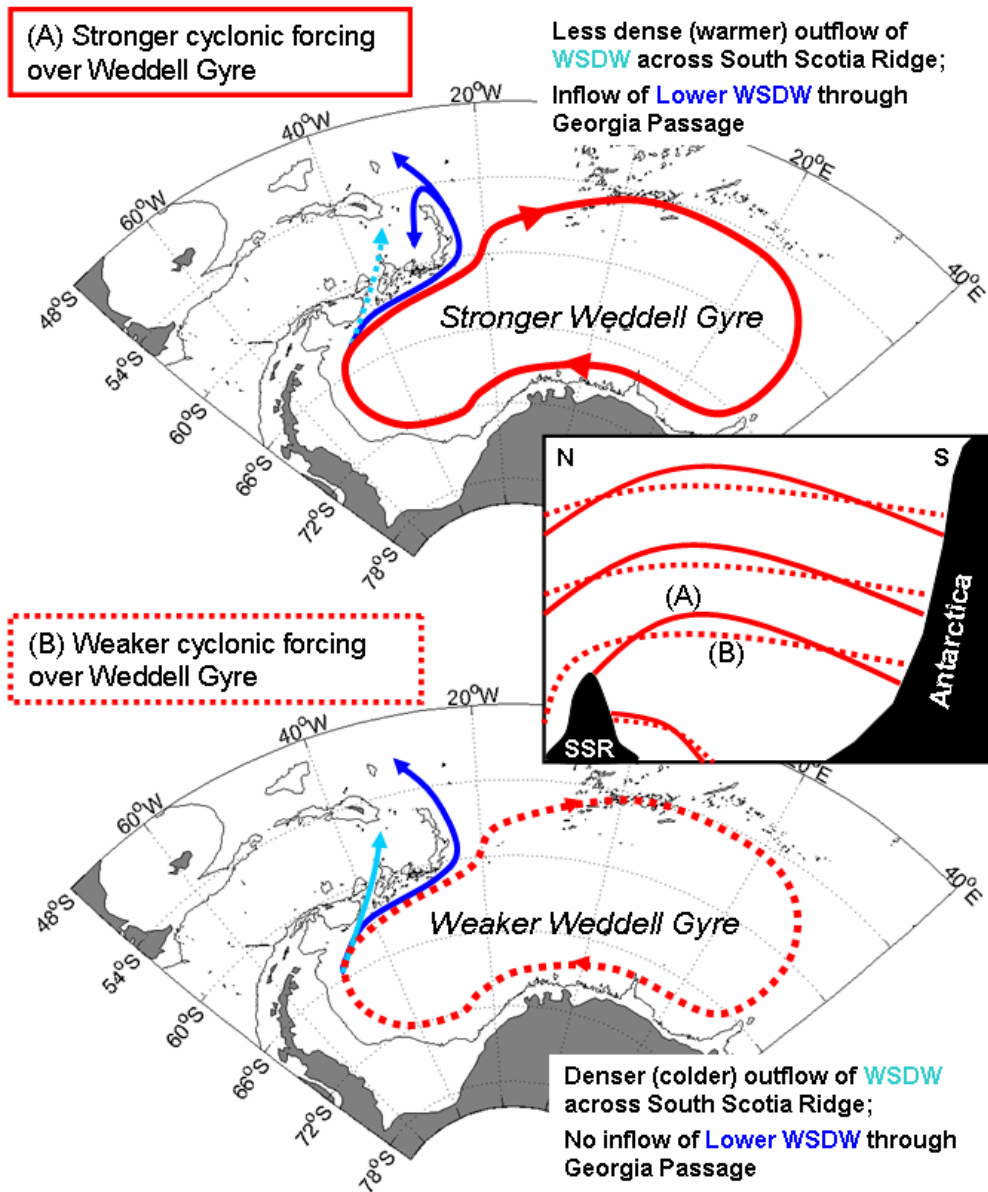 (A) Stronger cyclonic forcing
over Weddell Gyre
Less dense (warmer) outflow of
WSDW across South Scotia Ridge;
Inflow of Lower WSDW through
Georgia Passage
60°W
40°W
20°W
20°E
40°E
48°S
54°S
60°S
66°S
72°S
78°S
Stronger Weddell Gyre
N
S
(A)
(B)
SSR
Antarctica
(B) Weaker cyclonic forcing
over Weddell Gyre
60°W
40°W
20°W
20°E
40°E
48°S
54°S
60°S
66°S
72°S
78°S
Weaker Weddell Gyre
Denser (colder) outflow of WSDW
across South Scotia Ridge;
No inflow of Lower WSDW through
Georgia Passage